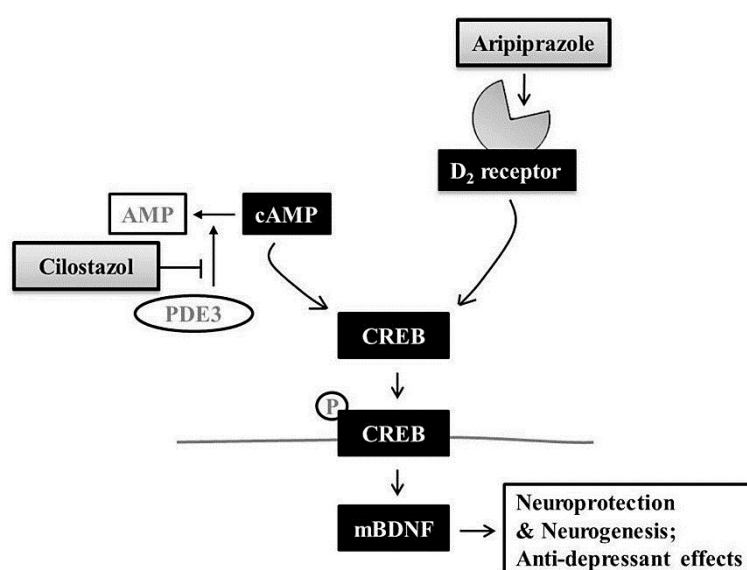 Aripiprazole
D₂ receptor
AMP
cAMP
Cilostazol
PDE3
CREB
P
CREB
mBDNF
Neuroprotection
& Neurogenesis;
Anti-depressant effects